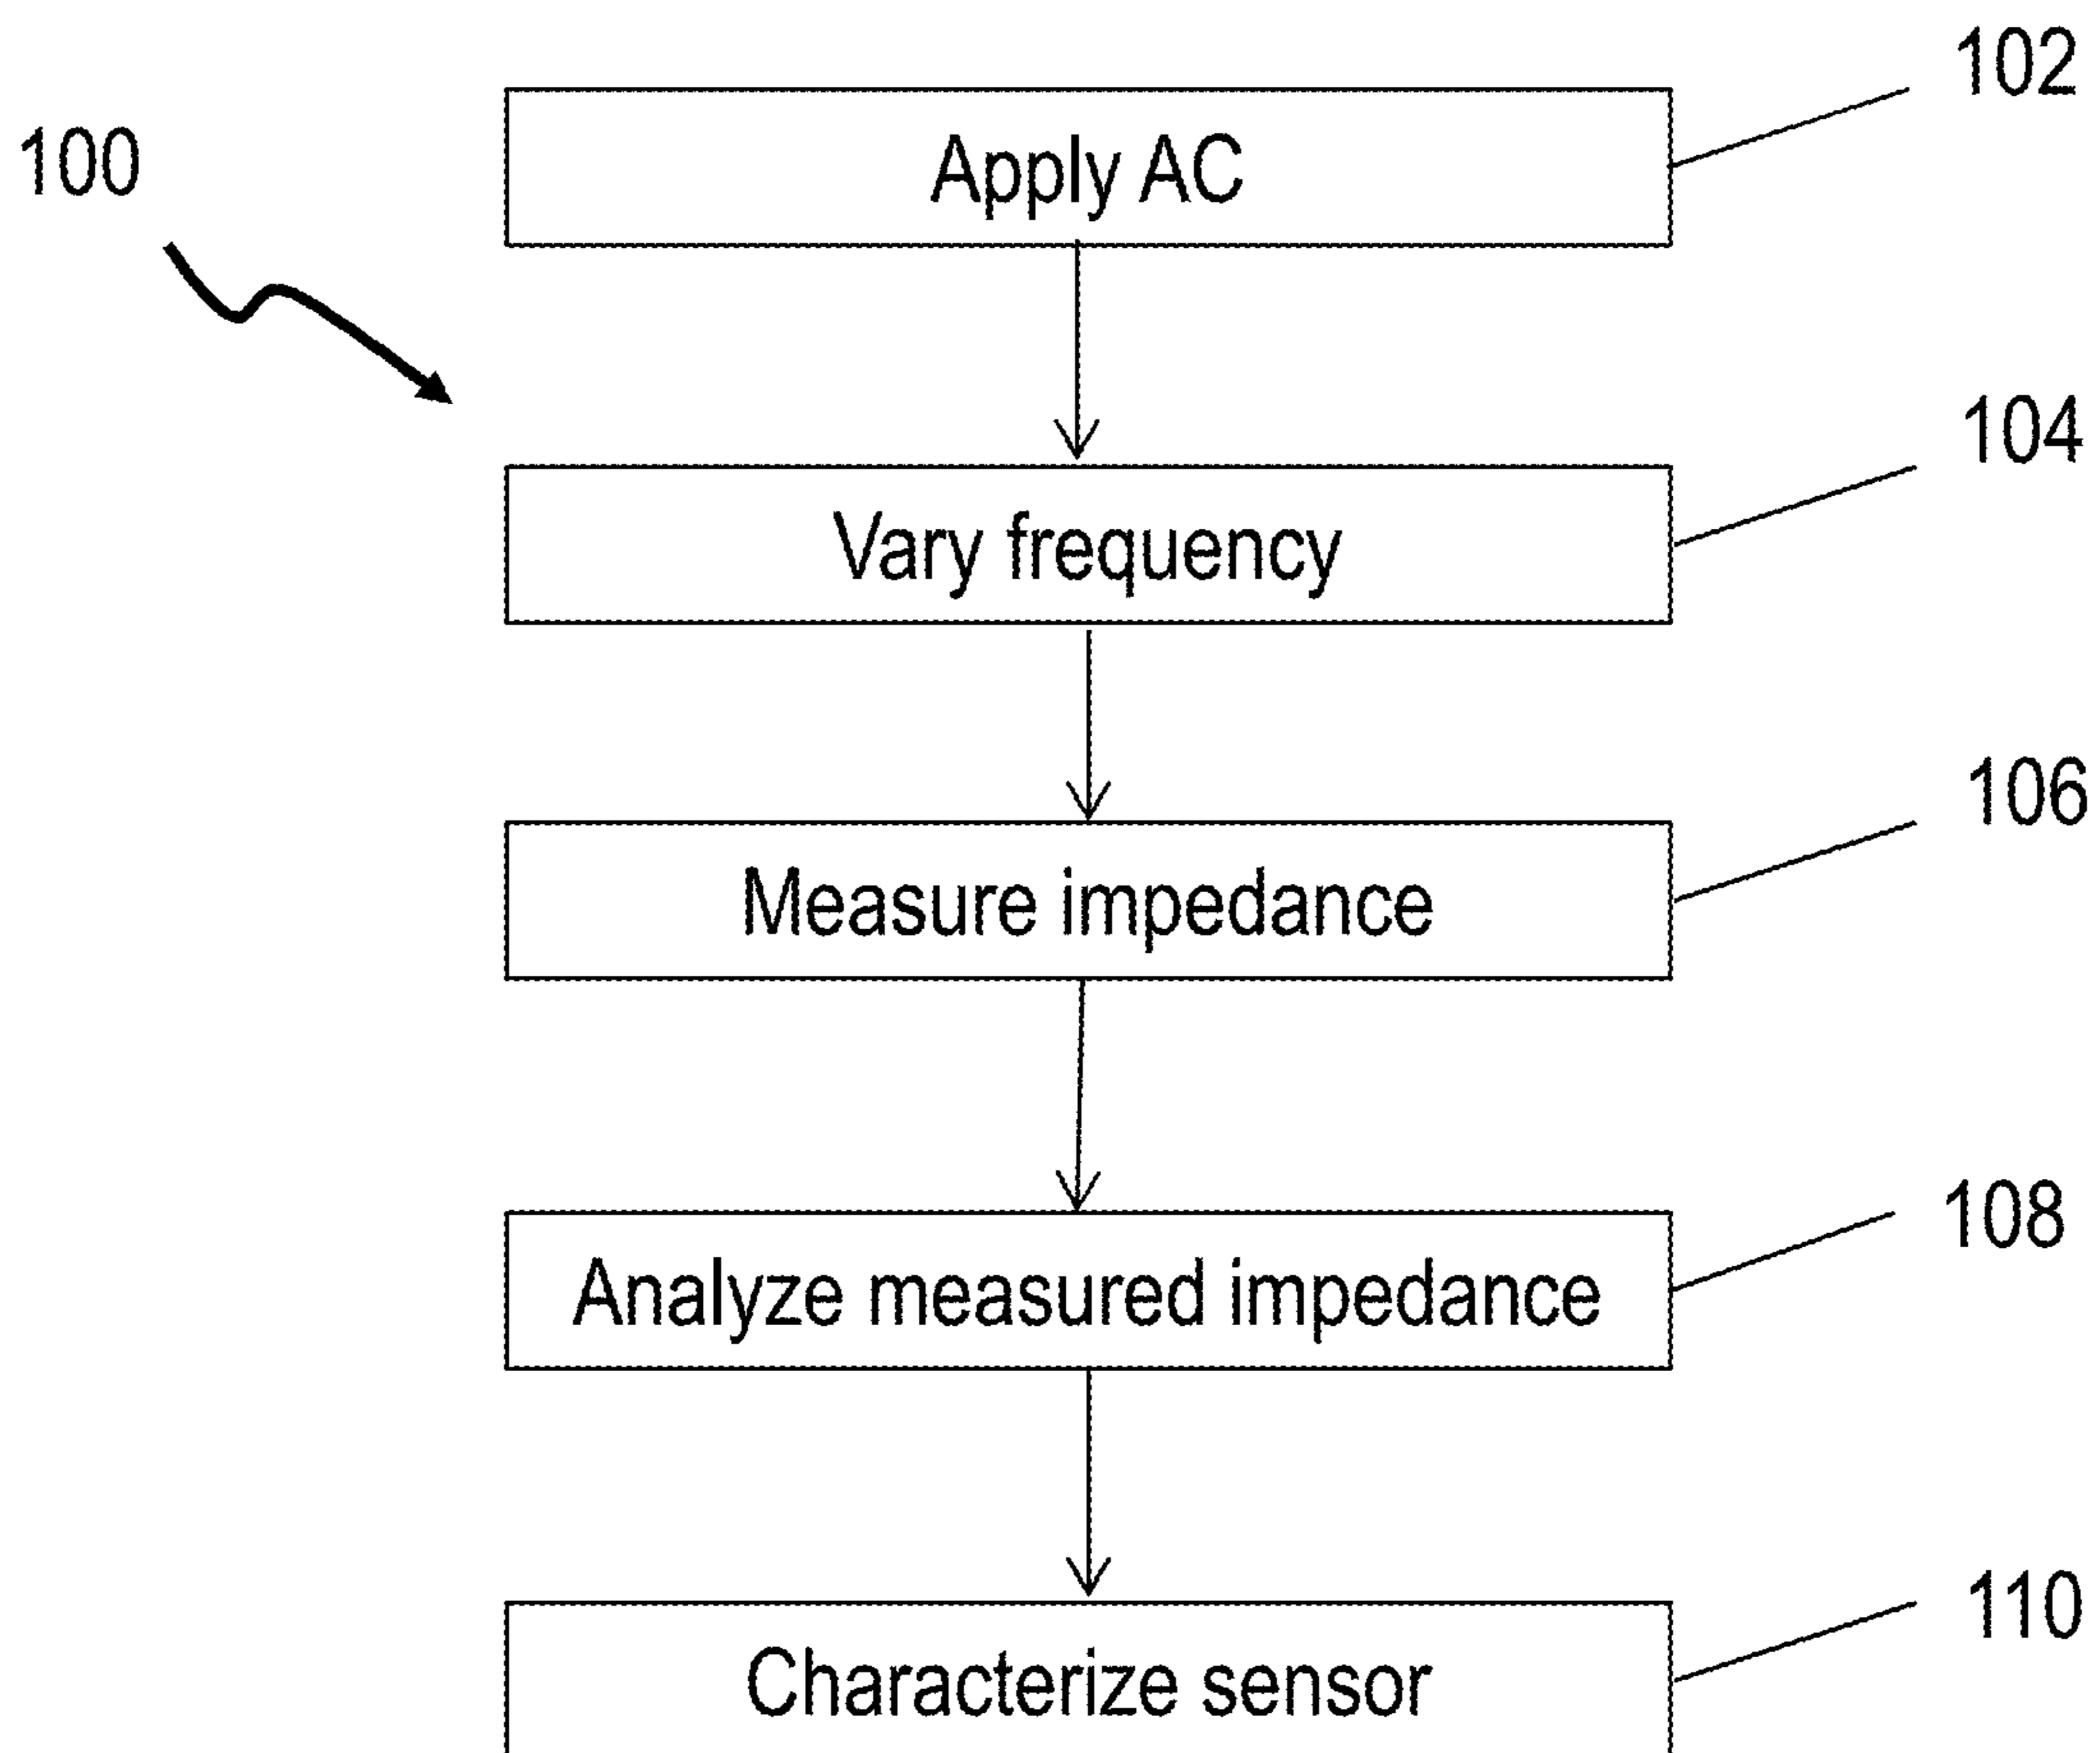 102
100
Apply AC
104
Vary frequency
106
Measure impedance
108
Analyze measured impedance
110
Characterize sensor